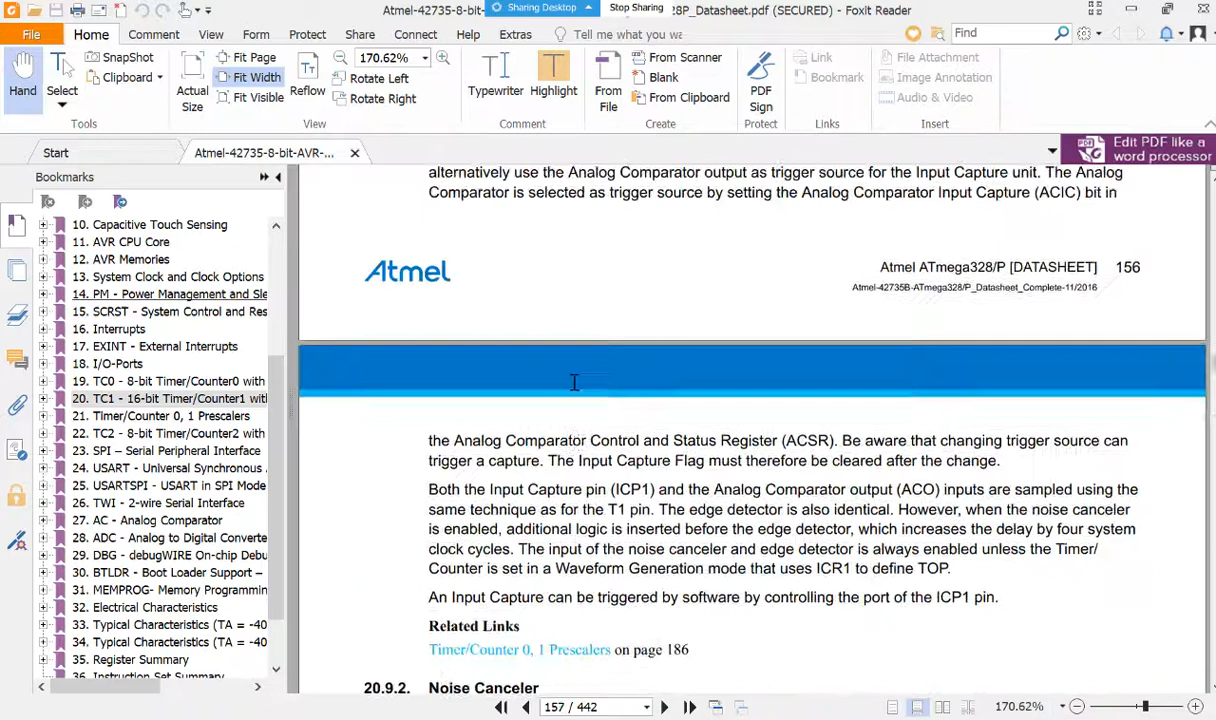 Atmel-42735-8-bit- Sharing Desktop Stop Sharing 28P_Datasheet.pdf (SECURED) - Foxit Reader
File Home Comment View Form Protect Share Connect Help Extras Tell me what you wa Find
Hand
Select
SnapShot
Clipboard
Tools
Actual Size
Fit Page
Fit Width
Fit Visible
Reflow
170.62%
Rotate Left
Rotate Right
View
Typewriter
Highlight
Comment
From File
From Scanner
Blank
From Clipboard
Create
PDF Sign
Protect
Link
Bookmark
Links
File Attachment
Image Annotation
Audio & Video
Insert
Start
Atmel-42735-8-bit-AVR-...
Edit PDF like a
word processor
Bookmarks
10. Capacitive Touch Sensing
11. AVR CPU Core
12. AVR Memories
13. System Clock and Clock Options
14. PM - Power Management and Sle
15. SCRST - System Control and Res
16. Interrupts
17. EXINT - External Interrupts
18. I/O-Ports
19. TC0 - 8-bit Timer/Counter0 with
20. TC1 - 16-bit Timer/Counter1 with
21. Timer/Counter 0, 1 Prescalers
22. TC2 - 8-bit Timer/Counter2 with
23. SPI – Serial Peripheral Interface
24. USART - Universal Synchronous
25. USARTSPI - USART in SPI Mode
26. TWI - 2-wire Serial Interface
27. AC - Analog Comparator
28. ADC - Analog to Digital Converte
29. DBG - debugWIRE On-chip Debu
30. BTLDR - Boot Loader Support –
31. MEMPROG- Memory Programmin
32. Electrical Characteristics
33. Typical Characteristics (TA = -40
34. Typical Characteristics (TA = -40
35. Register Summary
36. Instruction Set Summary
alternatively use the Analog Comparator output as trigger source for the Input Capture unit. The Analog
Comparator is selected as trigger source by setting the Analog Comparator Input Capture (ACIC) bit in
Atmel
Atmel ATmega328/P [DATASHEET] 156
Atmel-42735B-ATmega328/P_Datasheet_Complete-11/2016
the Analog Comparator Control and Status Register (ACSR). Be aware that changing trigger source can
trigger a capture. The Input Capture Flag must therefore be cleared after the change.
Both the Input Capture pin (ICP1) and the Analog Comparator output (ACO) inputs are sampled using the
same technique as for the T1 pin. The edge detector is also identical. However, when the noise canceler
is enabled, additional logic is inserted before the edge detector, which increases the delay by four system
clock cycles. The input of the noise canceler and edge detector is always enabled unless the Timer/
Counter is set in a Waveform Generation mode that uses ICR1 to define TOP.
An Input Capture can be triggered by software by controlling the port of the ICP1 pin.
Related Links
Timer/Counter 0, 1 Prescalers on page 186
20.9.2. Noise Canceler
157 / 442
170.62%